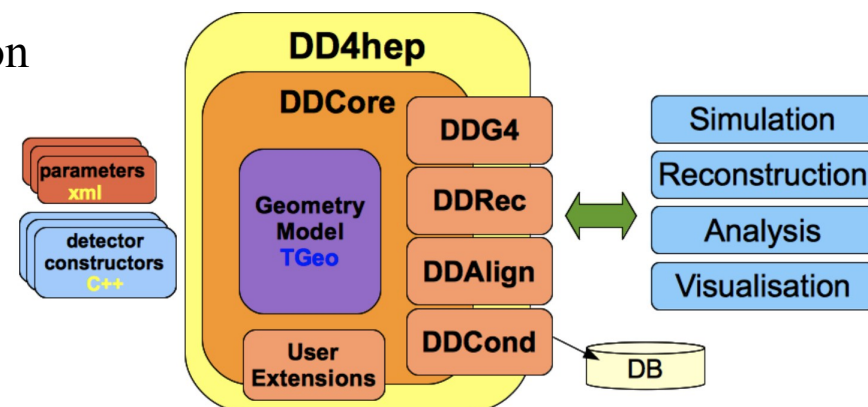 on
DD4hep
DDCore
parameters
xml
detector
constructors
C++
Geometry
Model
TGeo
User
Extensions
DDG4
DDRec
DDAlign
DDCond
DB
Simulation
Reconstruction
Analysis
Visualisation